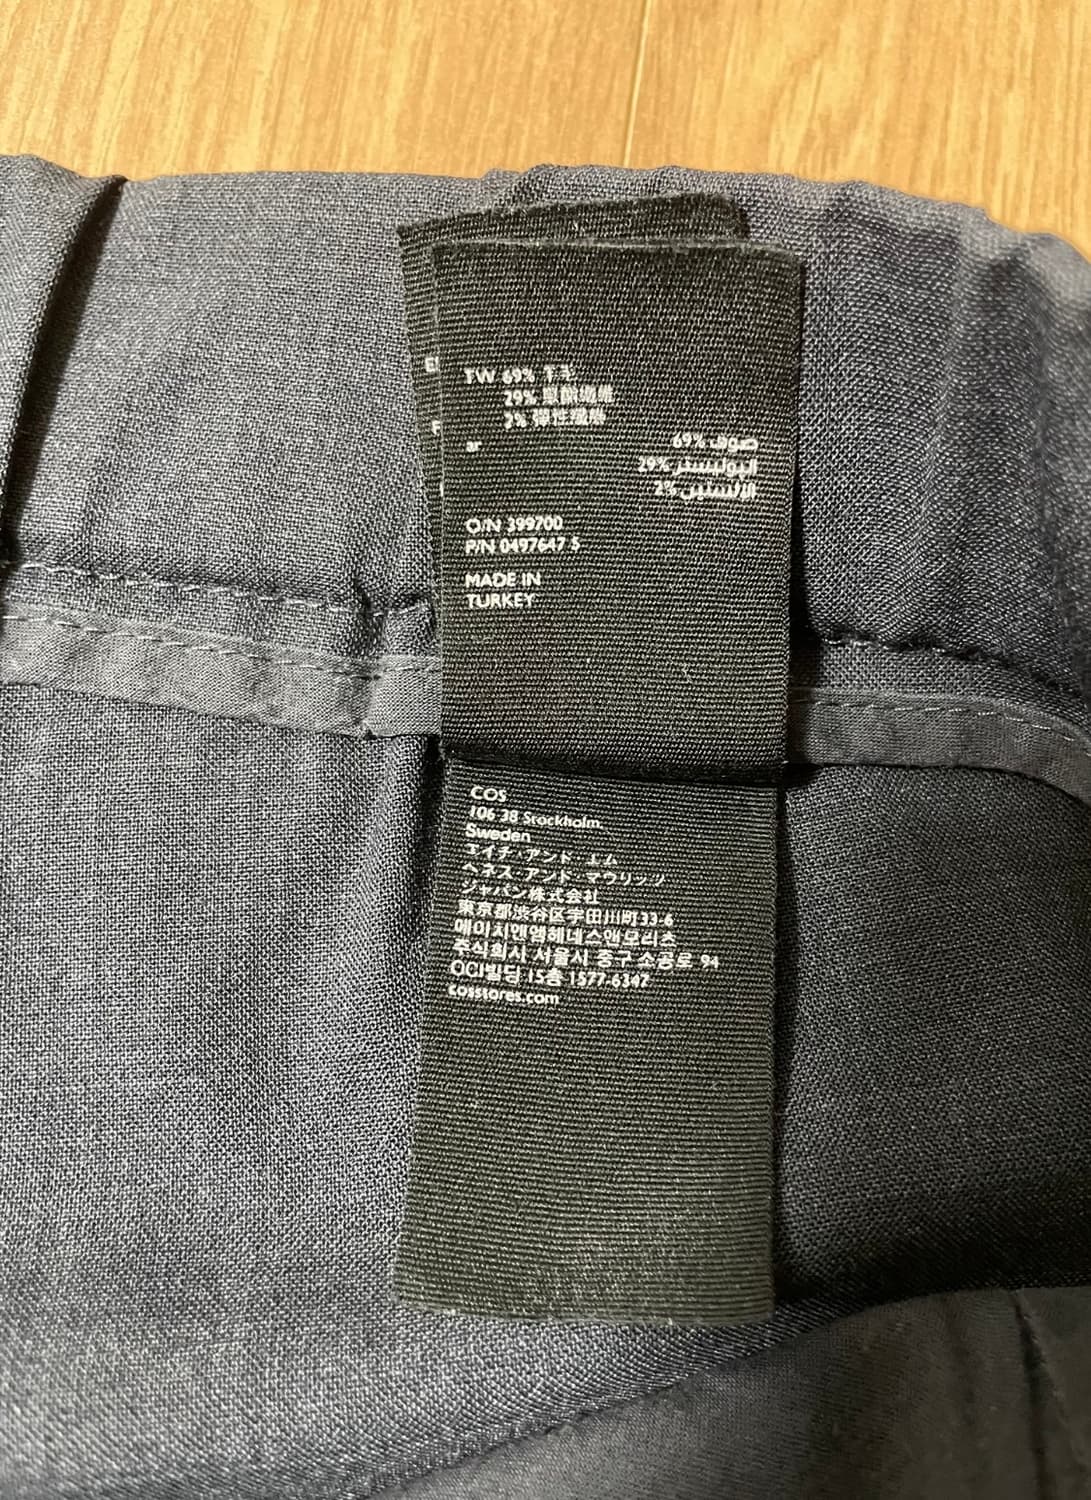 TW 69% 羊毛
29% 聚酯纖維
2% 彈性纖維
ar
صوف 69%
البوليستر 29%
الألستين 2%
O/N 399700
P/N 0497647 5
MADE IN
TURKEY
COS
106 38 Stockholm,
Sweden
エイチ・アンド・エム
ヘネス・アンド・マウリッツ
ジャパン株式会社
東京都渋谷区宇田川町33-6
에이치앤엠헤네스앤모리츠
주식회사 서울시 중구 소공로 94
OCI빌딩 15층 1577-6347
cosstores.com